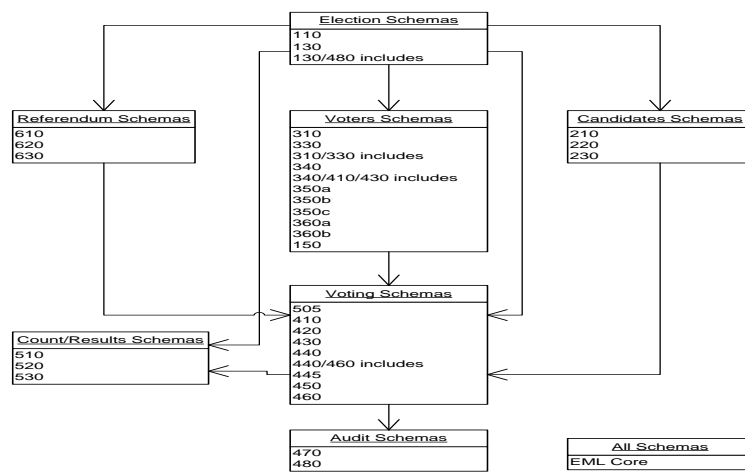 Election Schemas
110
130
130/480 includes
Referendum Schemas
610
620
630
Voters Schemas
310
330
310/330 includes
340
340/410/430 includes
350a
350b
350c
360a
360b
150
Candidates Schemas
210
220
230
Voting Schemas
505
410
420
430
440
440/460 includes
445
450
460
Count/Results Schemas
510
520
530
Audit Schemas
470
480
All Schemas
EML Core